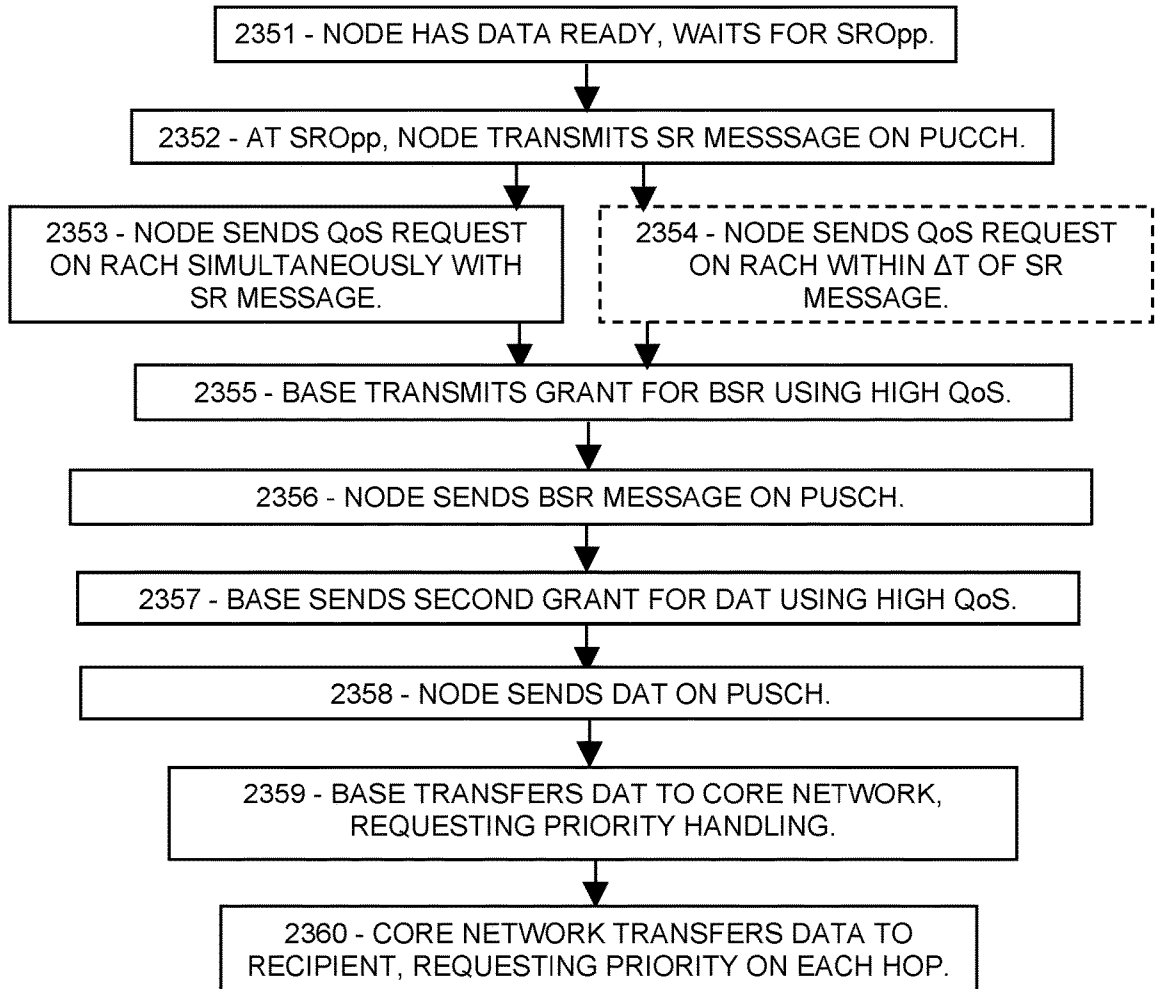 2351 - NODE HAS DATA READY, WAITS FOR SROpp.
2352 - AT SROpp, NODE TRANSMITS SR MESSSAGE ON PUCCH.
2353 - NODE SENDS QoS REQUEST
ON RACH SIMULTANEOUSLY WITH
SR MESSAGE.
2354 - NODE SENDS QoS REQUEST
ON RACH WITHIN ΔT OF SR
MESSAGE.
2355 - BASE TRANSMITS GRANT FOR BSR USING HIGH QoS.
2356 - NODE SENDS BSR MESSAGE ON PUSCH.
2357 - BASE SENDS SECOND GRANT FOR DAT USING HIGH QoS.
2358 - NODE SENDS DAT ON PUSCH.
2359 - BASE TRANSFERS DAT TO CORE NETWORK,
REQUESTING PRIORITY HANDLING.
2360 - CORE NETWORK TRANSFERS DATA TO
RECIPIENT, REQUESTING PRIORITY ON EACH HOP.